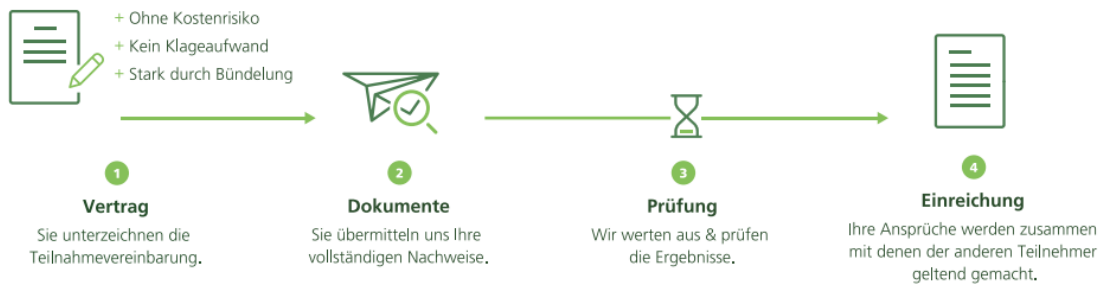 + Ohne Kostenrisiko
+ Kein Klageaufwand
+ Stark durch Bündelung
1
Vertrag
Sie unterzeichnen die
Teilnahmevereinbarung.
2
Dokumente
Sie übermitteln uns Ihre
vollständigen Nachweise.
3
Prüfung
Wir werten aus & prüfen
die Ergebnisse.
4
Einreichung
Ihre Ansprüche werden zusammen
mit denen der anderen Teilnehmer
geltend gemacht.